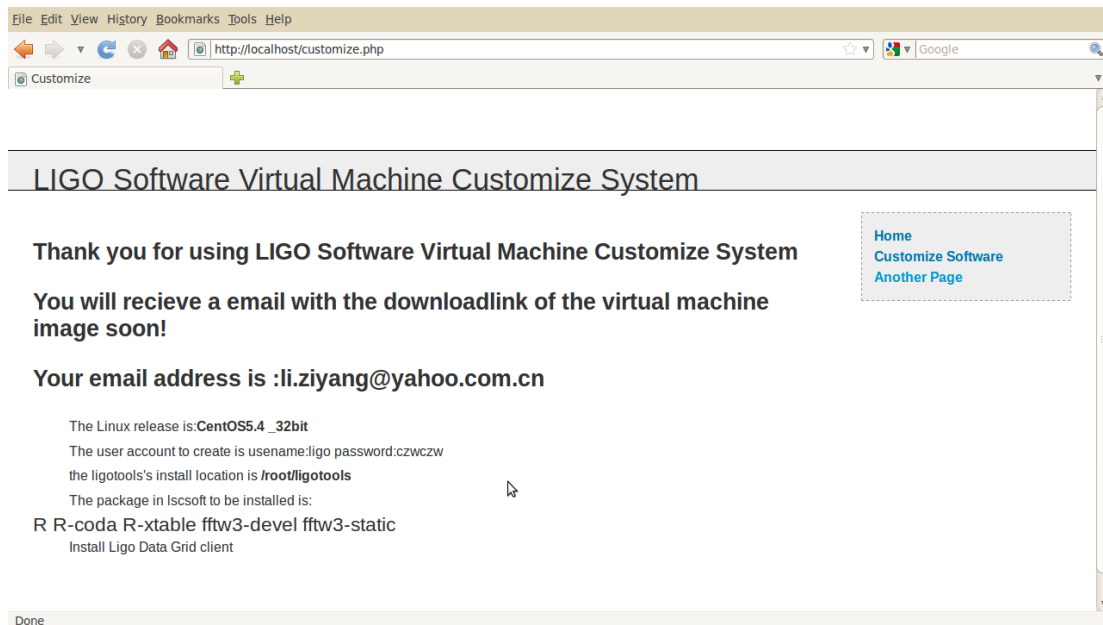 File Edit View History Bookmarks Tools Help
http://localhost/customize.php
Google
Customize
LIGO Software Virtual Machine Customize System
Thank you for using LIGO Software Virtual Machine Customize System
You will recieve a email with the downloadlink of the virtual machine
image soon!
Your email address is :li.ziyang@yahoo.com.cn
The Linux release is:CentOS5.4 _32bit
The user account to create is usename:ligo password:czwczw
the ligotools's install location is /root/ligotools
The package in lscsoft to be installed is:
R R-coda R-xtable fftw3-devel fftw3-static
Install Ligo Data Grid client
Home
Customize Software
Another Page
Done